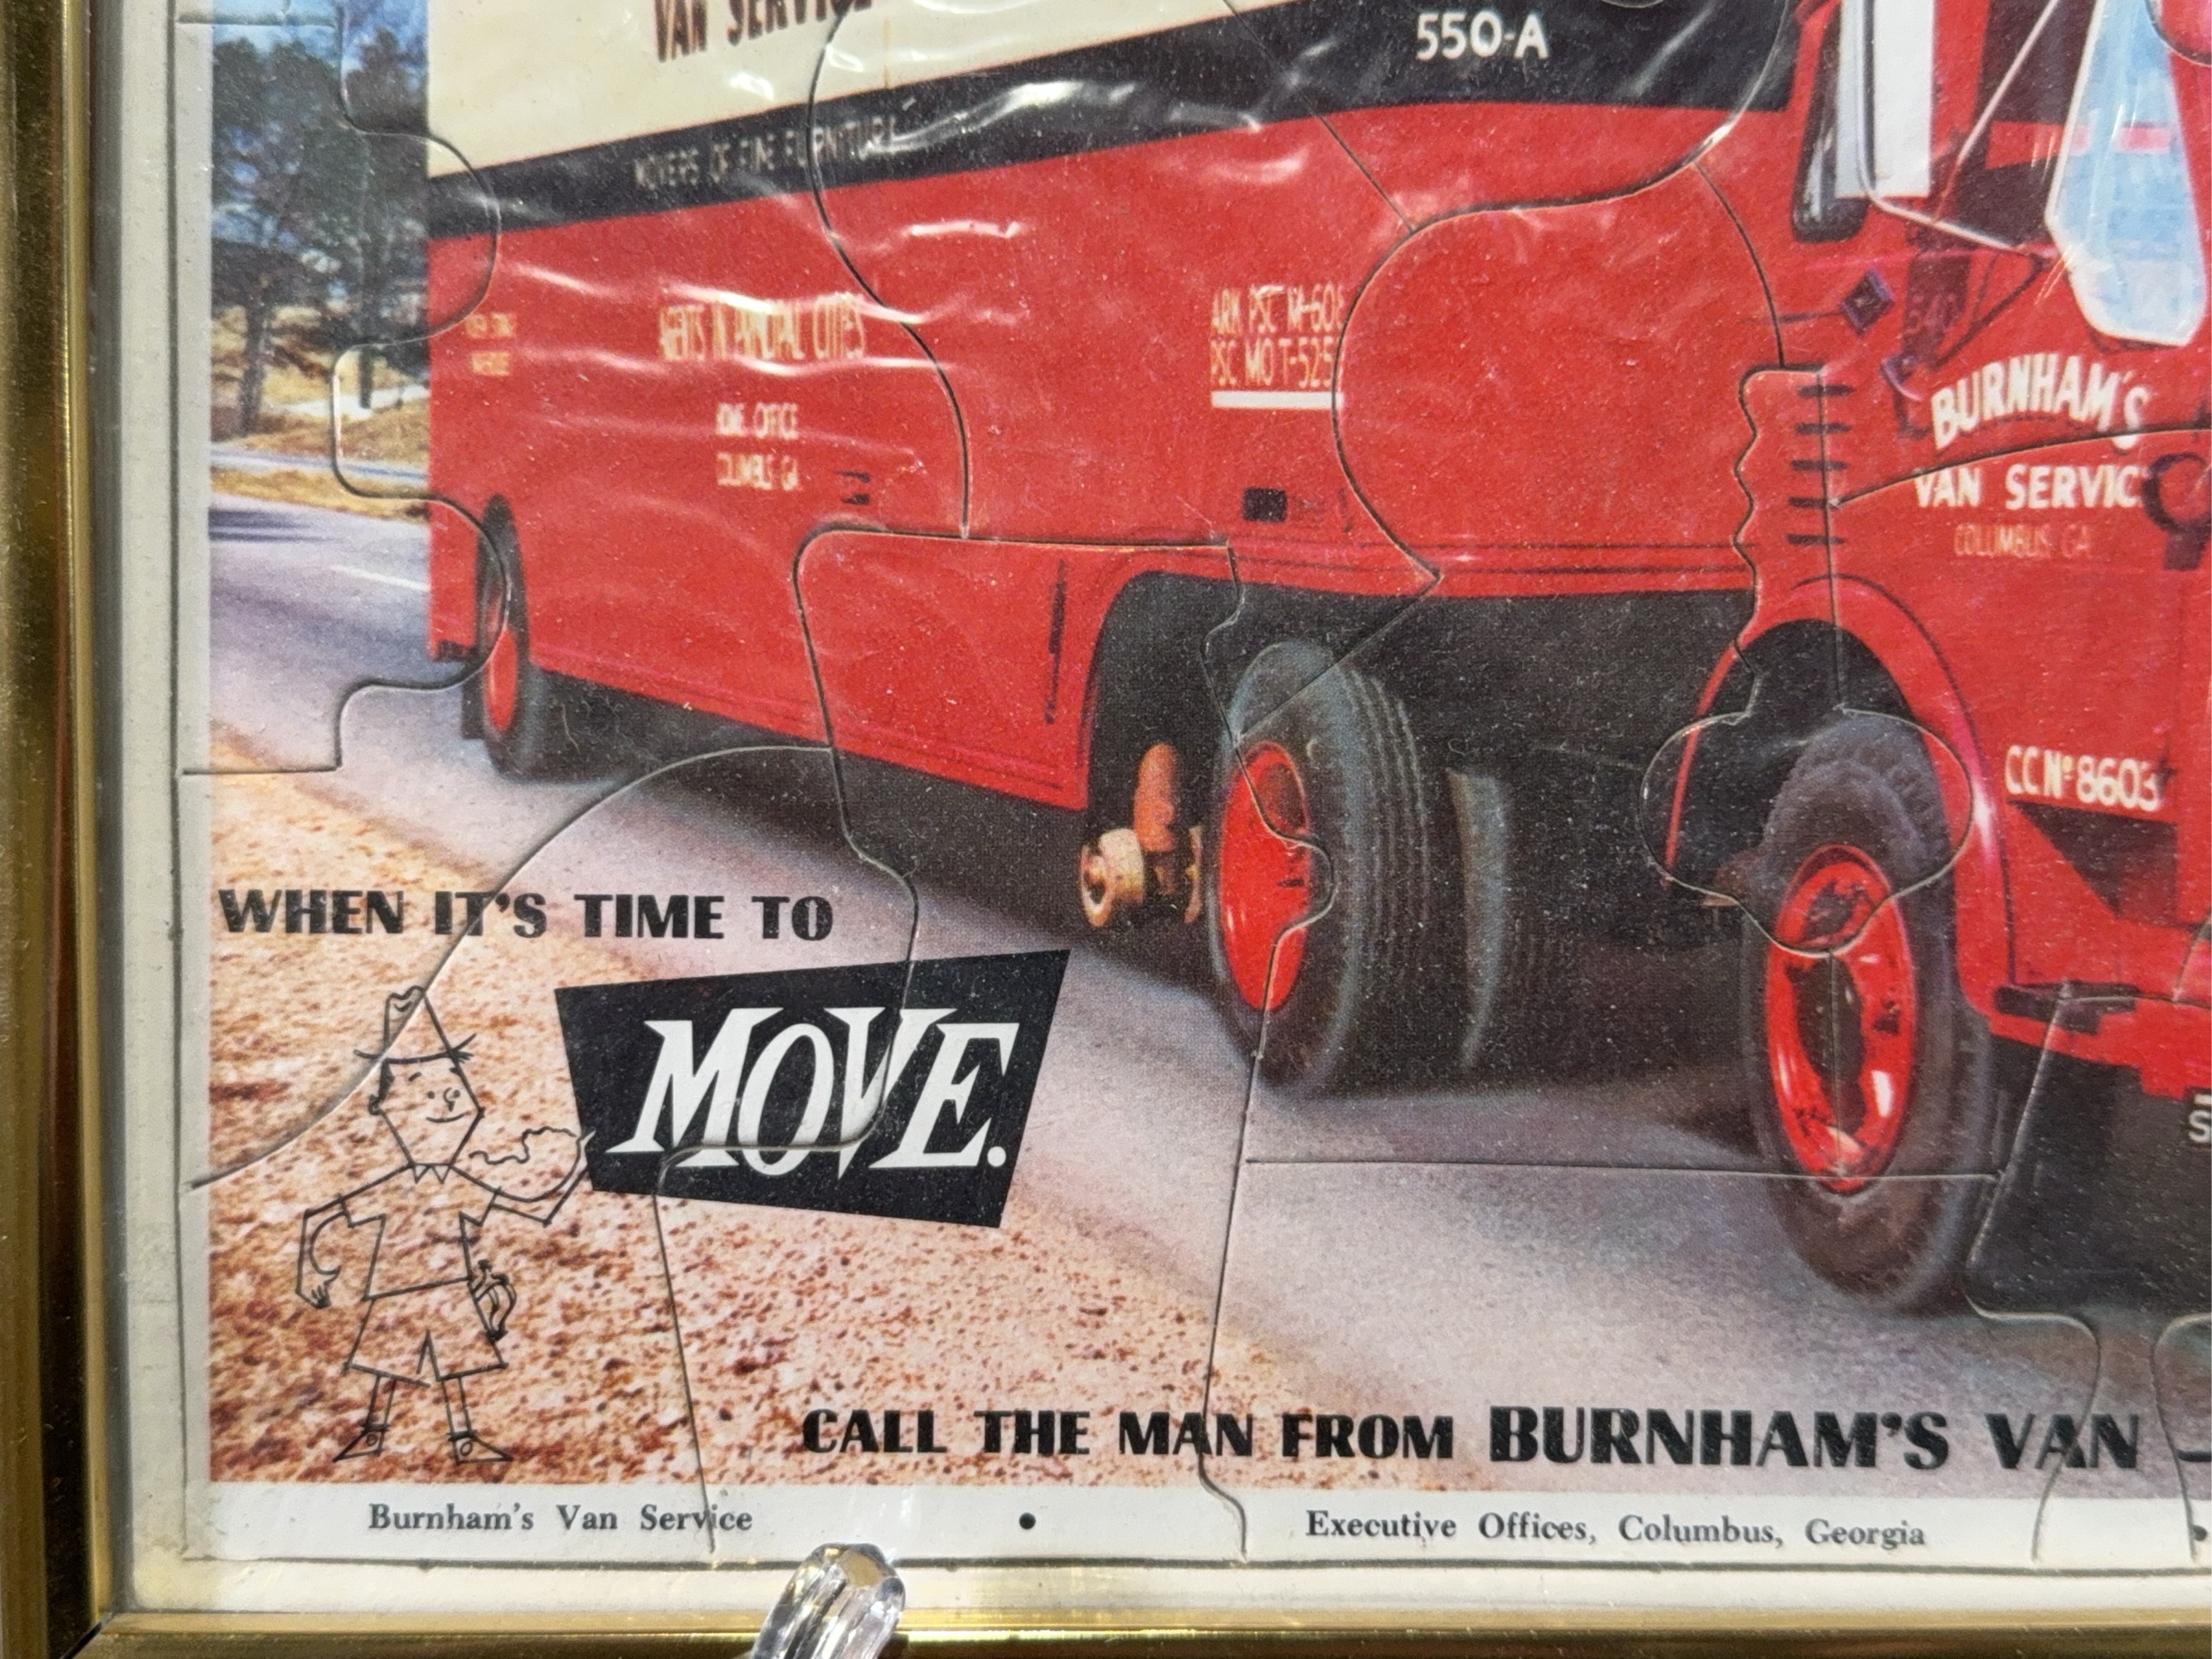 VAN SERVICE
550-A
MOVERS OF FINE FURNITURE
AGENTS IN PRINCIPAL CITIES
HOME OFFICE
COLUMBUS GA
ARK PSC M-608
PSC MO T-525
BURNHAM'S
VAN SERVIC
COLUMBUS GA
CC Nº 8603
WHEN IT'S TIME TO
MOVE.
CALL THE MAN FROM BURNHAM'S VAN
Burnham's Van Service • Executive Offices, Columbus, Georgia •